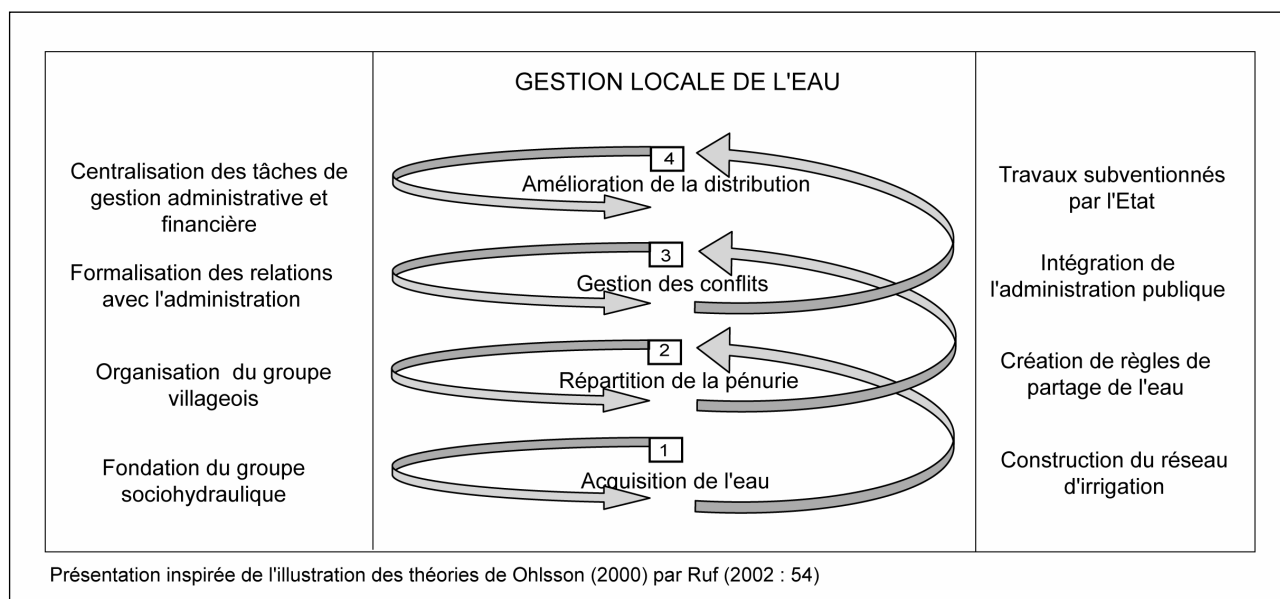 GESTION LOCALE DE L'EAU
Centralisation des tâches de
gestion administrative et
financière
4
Amélioration de la distribution
Travaux subventionnés
par l'Etat
Formalisation des relations
avec l'administration
3
Gestion des conflits
Intégration de
l'administration publique
Organisation du groupe
villageois
2
Répartition de la pénurie
Création de règles de
partage de l'eau
Fondation du groupe
sociohydraulique
1
Acquisition de l'eau
Construction du réseau
d'irrigation
Présentation inspirée de l'illustration des théories de Ohlsson (2000) par Ruf (2002 : 54)